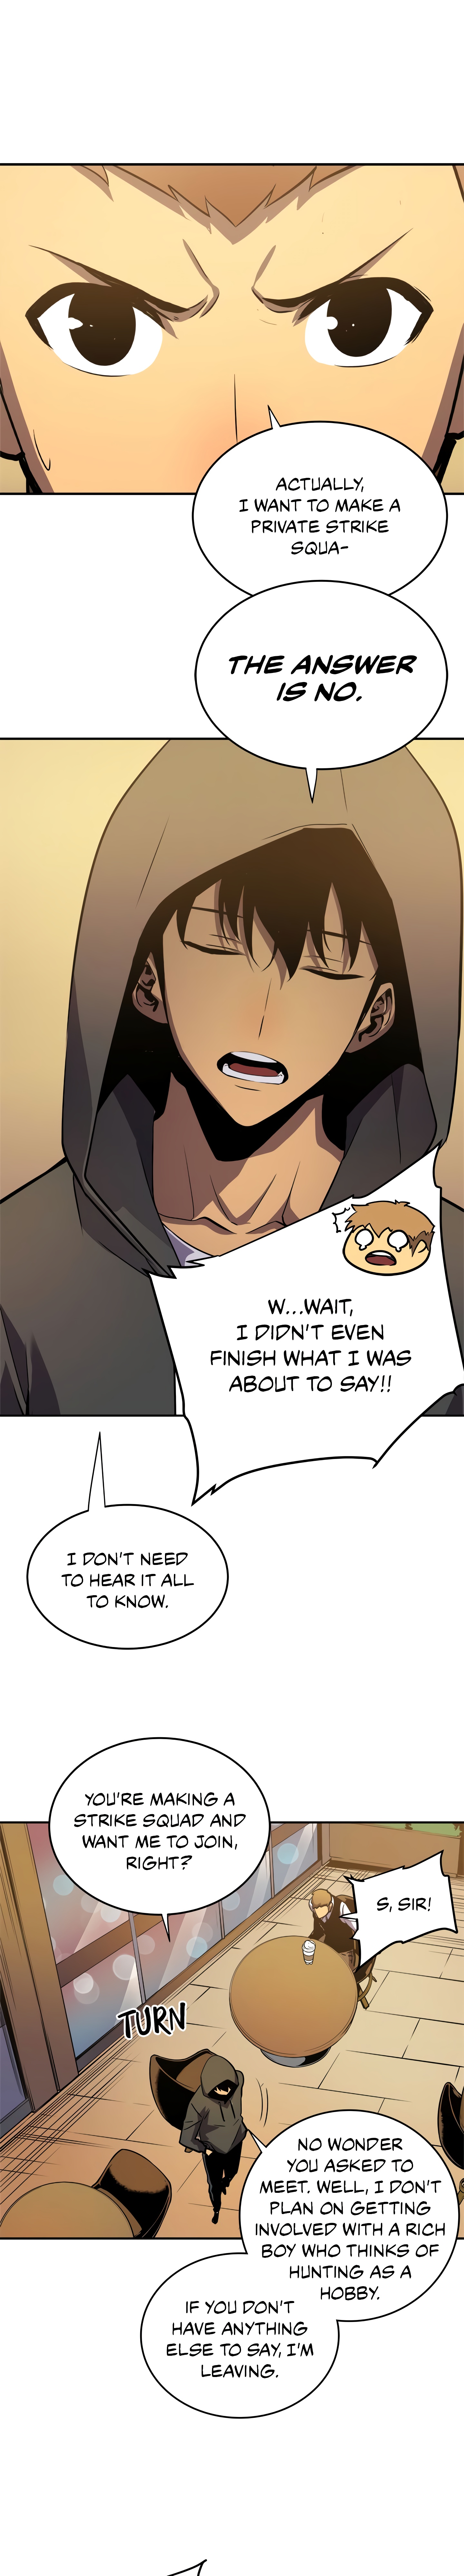 ACTUALLY,
I WANT TO MAKE A
PRIVATE STRIKE
SQUA-
THE ANSWER
IS NO.
W...WAIT,
I DIDN'T EVEN
FINISH WHAT I WAS
ABOUT TO SAY!!
I DON'T NEED
TO HEAR IT ALL
TO KNOW.
YOU'RE MAKING A
STRIKE SQUAD AND
WANT ME TO JOIN,
RIGHT?
S, SIR!
TURN
NO WONDER
YOU ASKED TO
MEET. WELL, I DON'T
PLAN ON GETTING
INVOLVED WITH A RICH
BOY WHO THINKS OF
HUNTING AS A
HOBBY.
IF YOU DON'T
HAVE ANYTHING
ELSE TO SAY, I'M
LEAVING.